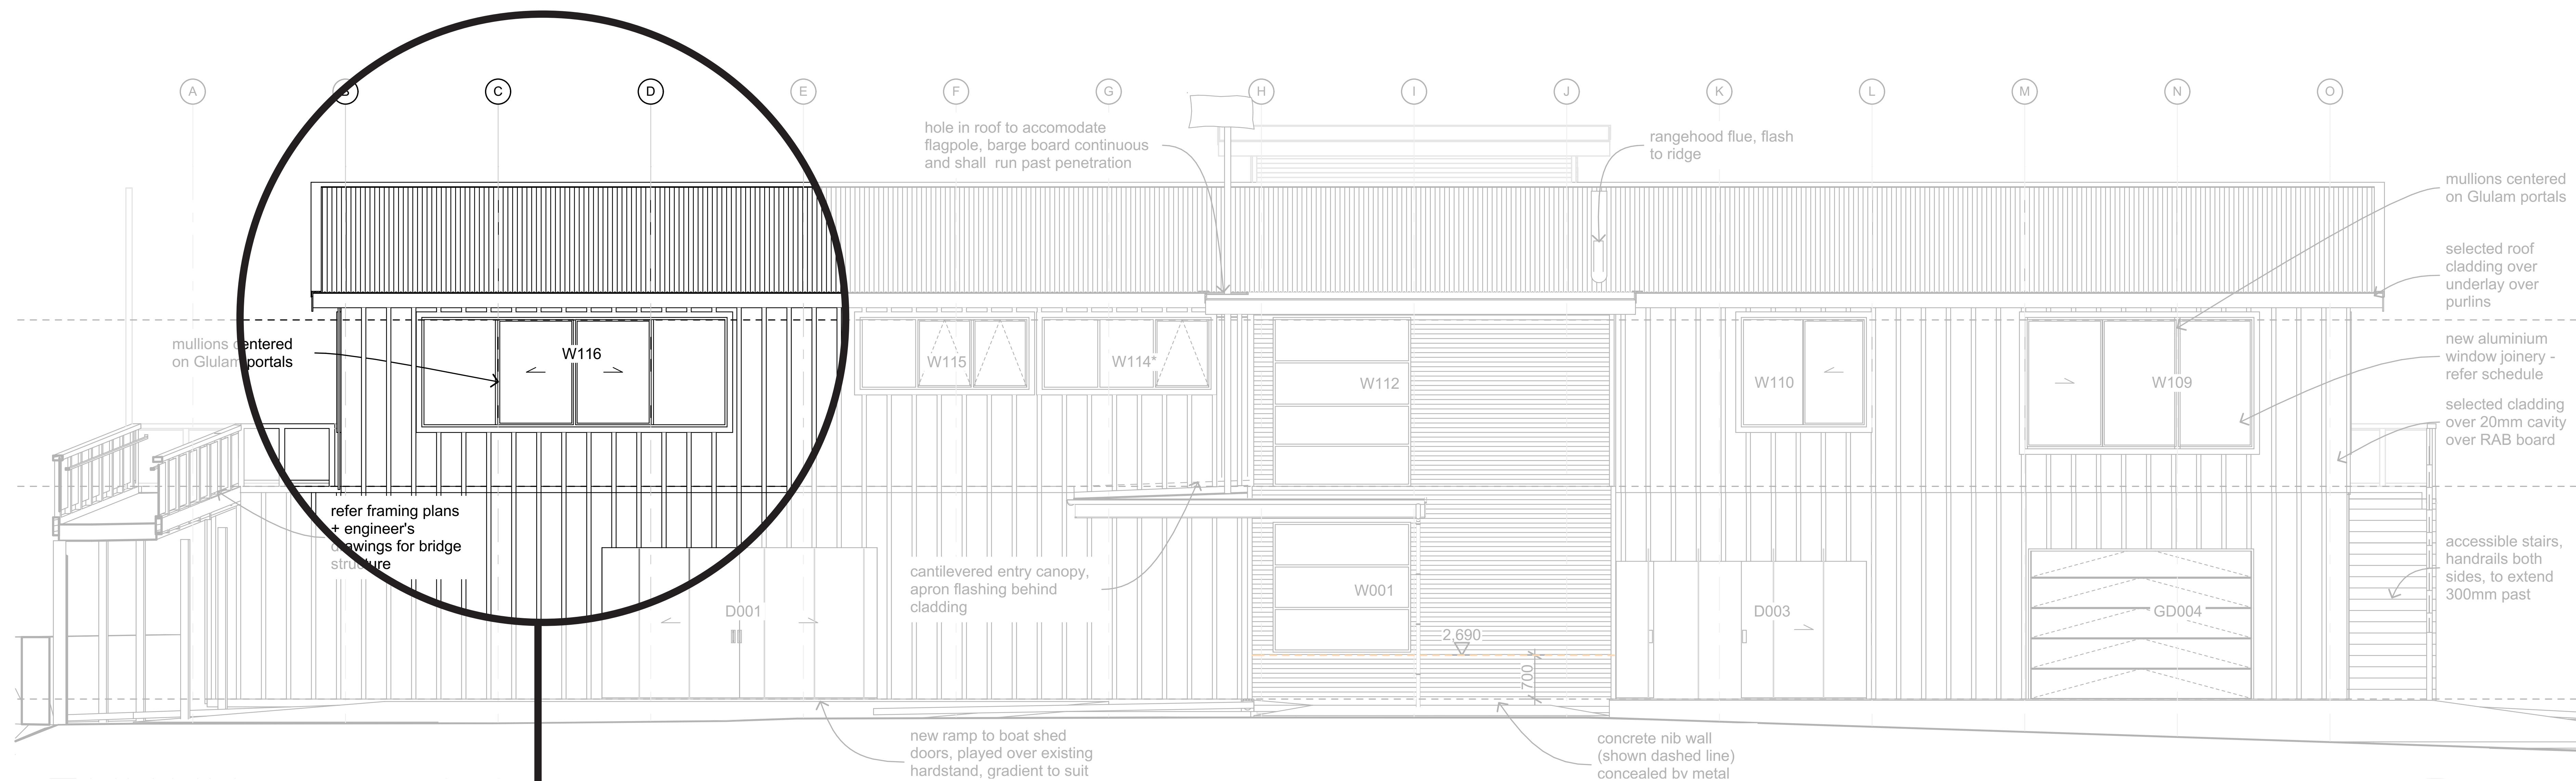 A B C D E F G H I J K L M N O
hole in roof to accomodate
flagpole, barge board continuous
and shall run past penetration
rangehood flue, flash
to ridge
mullions centered
on Glulam portals
selected roof
cladding over
underlay over
purlins
mullions centered
on Glulam portals
W116
W115
W114*
W112
W110
W109
new aluminium
window joinery -
refer schedule
selected cladding
over 20mm cavity
over RAB board
refer framing plans
+ engineer's
drawings for bridge
structure
cantilevered entry canopy,
apron flashing behind
cladding
D001
W001
D003
GD004
2,690
700
accessible stairs,
handrails both
sides, to extend
300mm past
new ramp to boat shed
doors, played over existing
hardstand, gradient to suit
concrete nib wall
(shown dashed line)
concealed by metal